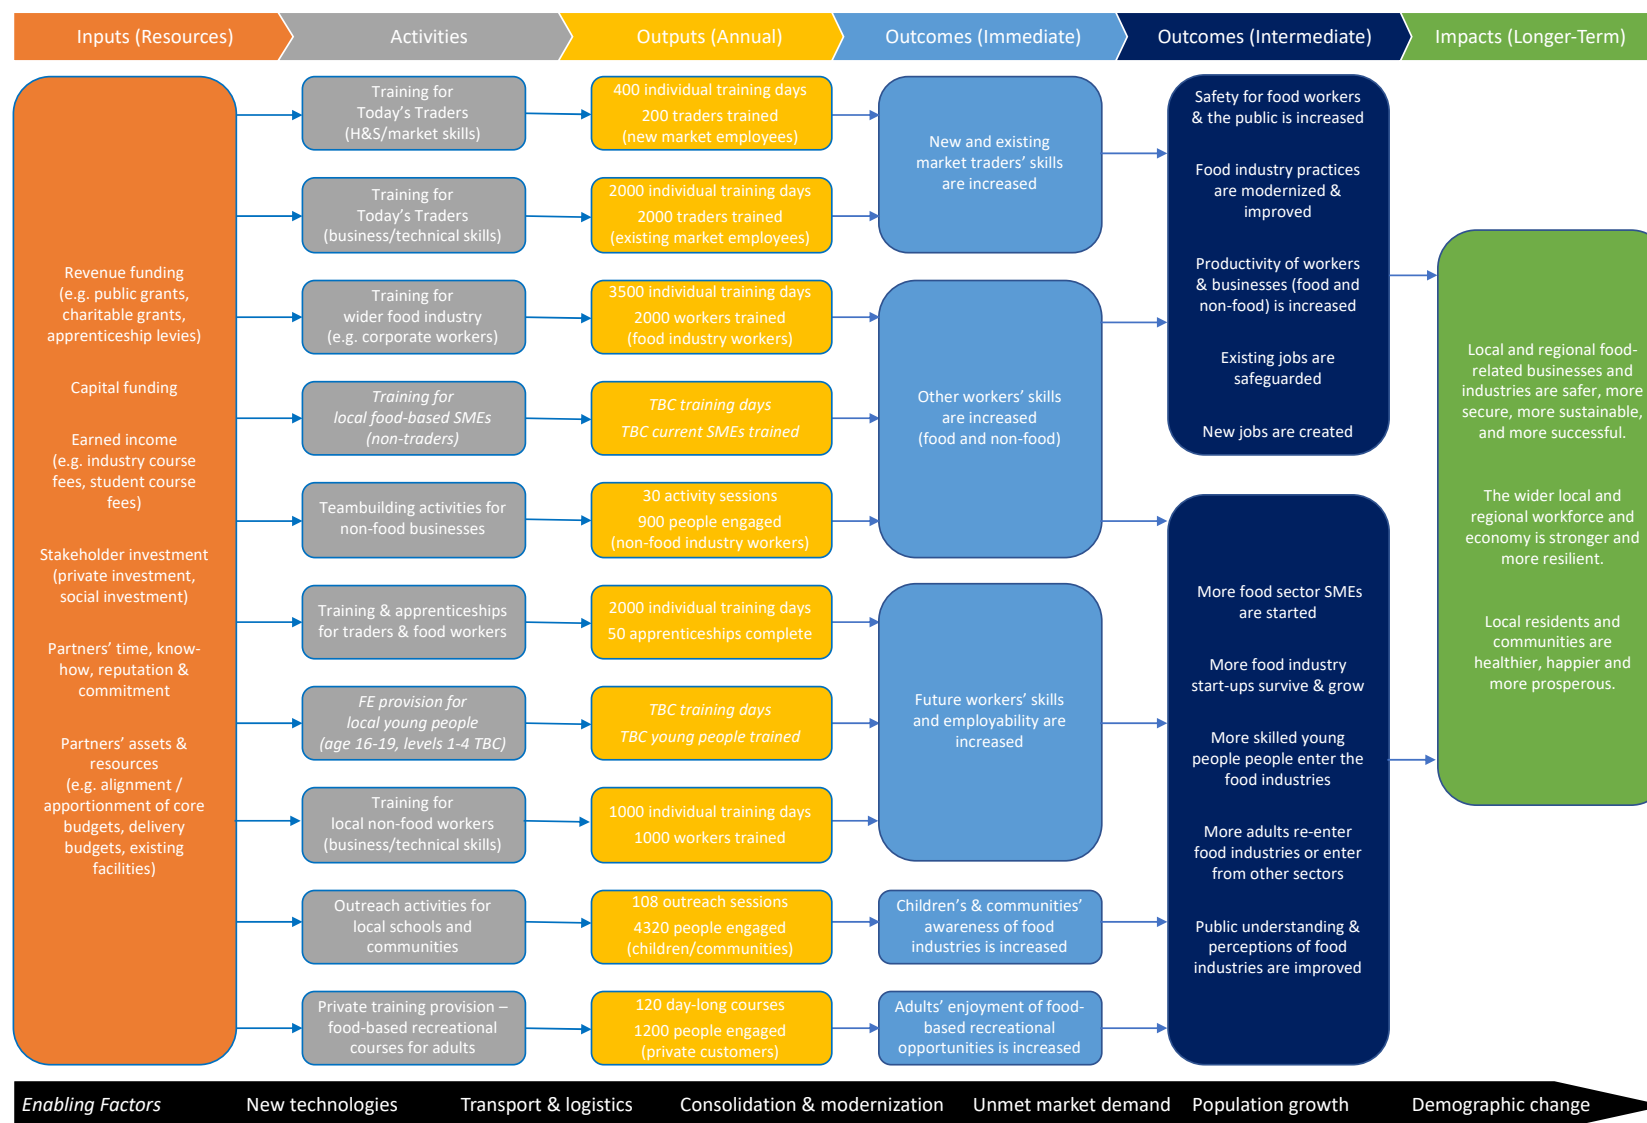 Inputs (Resources)
Activities
Outputs (Annual)
Outcomes (Immediate)
Outcomes (Intermediate)
Impacts (Longer-Term)
Revenue funding
(e.g. public grants,
charitable grants,
apprenticeship levies)
Capital funding
Earned income
(e.g. industry course
fees, student course
fees)
Stakeholder investment
(private investment,
social investment)
Partners’ time, know-
how, reputation &
commitment
Partners’ assets &
resources
(e.g. alignment /
apportionment of core
budgets, delivery
budgets, existing
facilities)
Training for
Today’s Traders
(H&S/market skills)
Training for
Today’s Traders
(business/technical skills)
Training for
wider food industry
(e.g. corporate workers)
Training for
local food-based SMEs
(non-traders)
Teambuilding activities for
non-food businesses
Training & apprenticeships
for traders & food workers
FE provision for
local young people
(age 16-19, levels 1-4 TBC)
Training for
local non-food workers
(business/technical skills)
Outreach activities for
local schools and
communities
Private training provision –
food-based recreational
courses for adults
400 individual training days
200 traders trained
(new market employees)
2000 individual training days
2000 traders trained
(existing market employees)
3500 individual training days
2000 workers trained
(food industry workers)
TBC training days
TBC current SMEs trained
30 activity sessions
900 people engaged
(non-food industry workers)
2000 individual training days
50 apprenticeships complete
TBC training days
TBC young people trained
1000 individual training days
1000 workers trained
108 outreach sessions
4320 people engaged
(children/communities)
120 day-long courses
1200 people engaged
(private customers)
New and existing
market traders’ skills
are increased
Other workers’ skills
are increased
(food and non-food)
Future workers’ skills
and employability are
increased
Children’s & communities’
awareness of food
industries is increased
Adults’ enjoyment of food-
based recreational
opportunities is increased
Safety for food workers
& the public is increased
Food industry practices
are modernized &
improved
Productivity of workers
& businesses (food and
non-food) is increased
Existing jobs are
safeguarded
New jobs are created
More food sector SMEs
are started
More food industry
start-ups survive & grow
More skilled young
people people enter the
food industries
More adults re-enter
food industries or enter
from other sectors
Public understanding &
perceptions of food
industries are improved
Local and regional food-
related businesses and
industries are safer, more
secure, more sustainable,
and more successful.
The wider local and
regional workforce and
economy is stronger and
more resilient.
Local residents and
communities are
healthier, happier and
more prosperous.
Enabling Factors
New technologies
Transport & logistics
Consolidation & modernization
Unmet market demand
Population growth
Demographic change